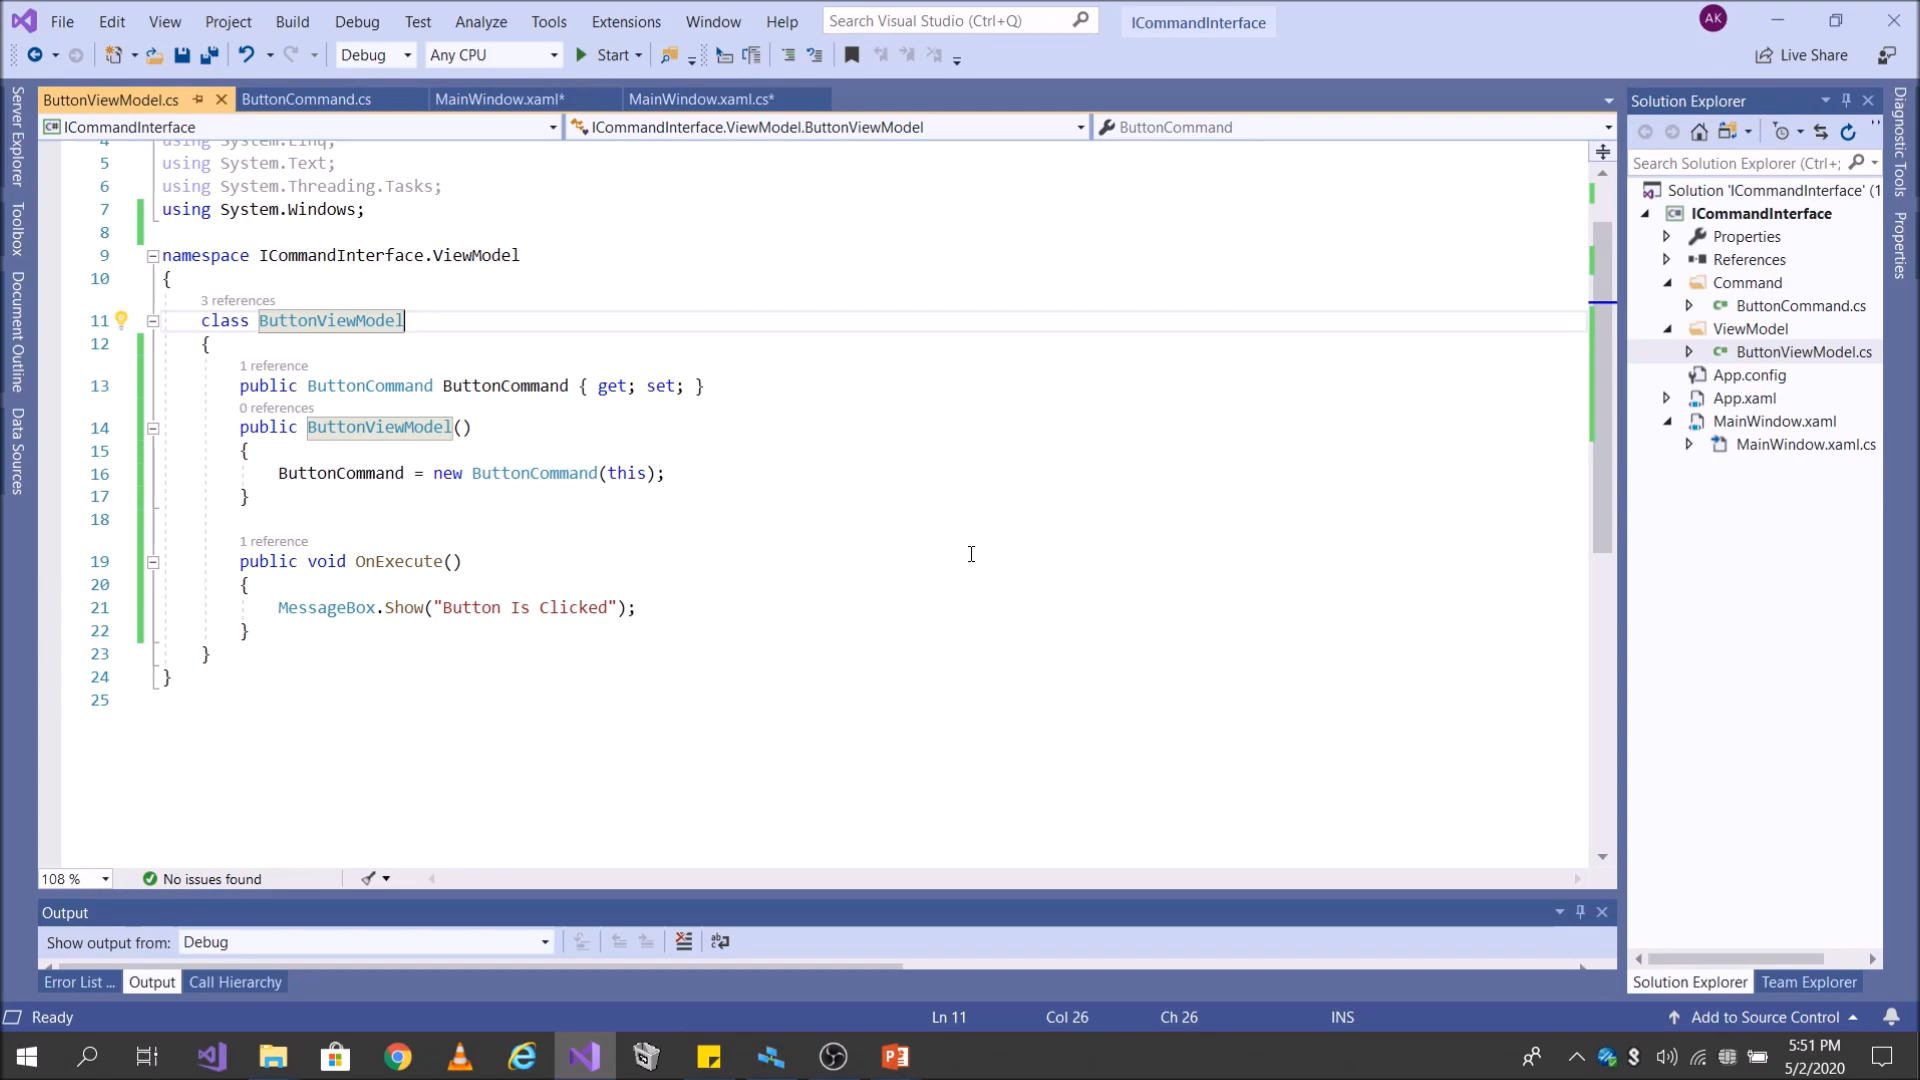 File Edit View Project Build Debug Test Analyze Tools Extensions Window Help Search Visual Studio (Ctrl+Q) ICommandInterface AK
Debug Any CPU Start Live Share
ButtonViewModel.cs ButtonCommand.cs MainWindow.xaml* MainWindow.xaml.cs*
ICommandInterface ICommandInterface.ViewModel.ButtonViewModel ButtonCommand
4 using System.Linq;
5 using System.Text;
6 using System.Threading.Tasks;
7 using System.Windows;
8
9 namespace ICommandInterface.ViewModel
10 {
3 references
11 class ButtonViewModel
12 {
1 reference
13 public ButtonCommand ButtonCommand { get; set; }
0 references
14 public ButtonViewModel()
15 {
16 ButtonCommand = new ButtonCommand(this);
17 }
18
1 reference
19 public void OnExecute()
20 {
21 MessageBox.Show("Button Is Clicked");
22 }
23 }
24 }
25
108 % No issues found
Output
Show output from: Debug
Error List ... Output Call Hierarchy
Server Explorer
Toolbox
Document Outline
Data Sources
Solution Explorer
Search Solution Explorer (Ctrl+;
Solution 'ICommandInterface' (1
ICommandInterface
Properties
References
Command
ButtonCommand.cs
ViewModel
ButtonViewModel.cs
App.config
App.xaml
MainWindow.xaml
MainWindow.xaml.cs
Solution Explorer Team Explorer
Diagnostic Tools
Properties
Ready Ln 11 Col 26 Ch 26 INS Add to Source Control
5:51 PM
5/2/2020